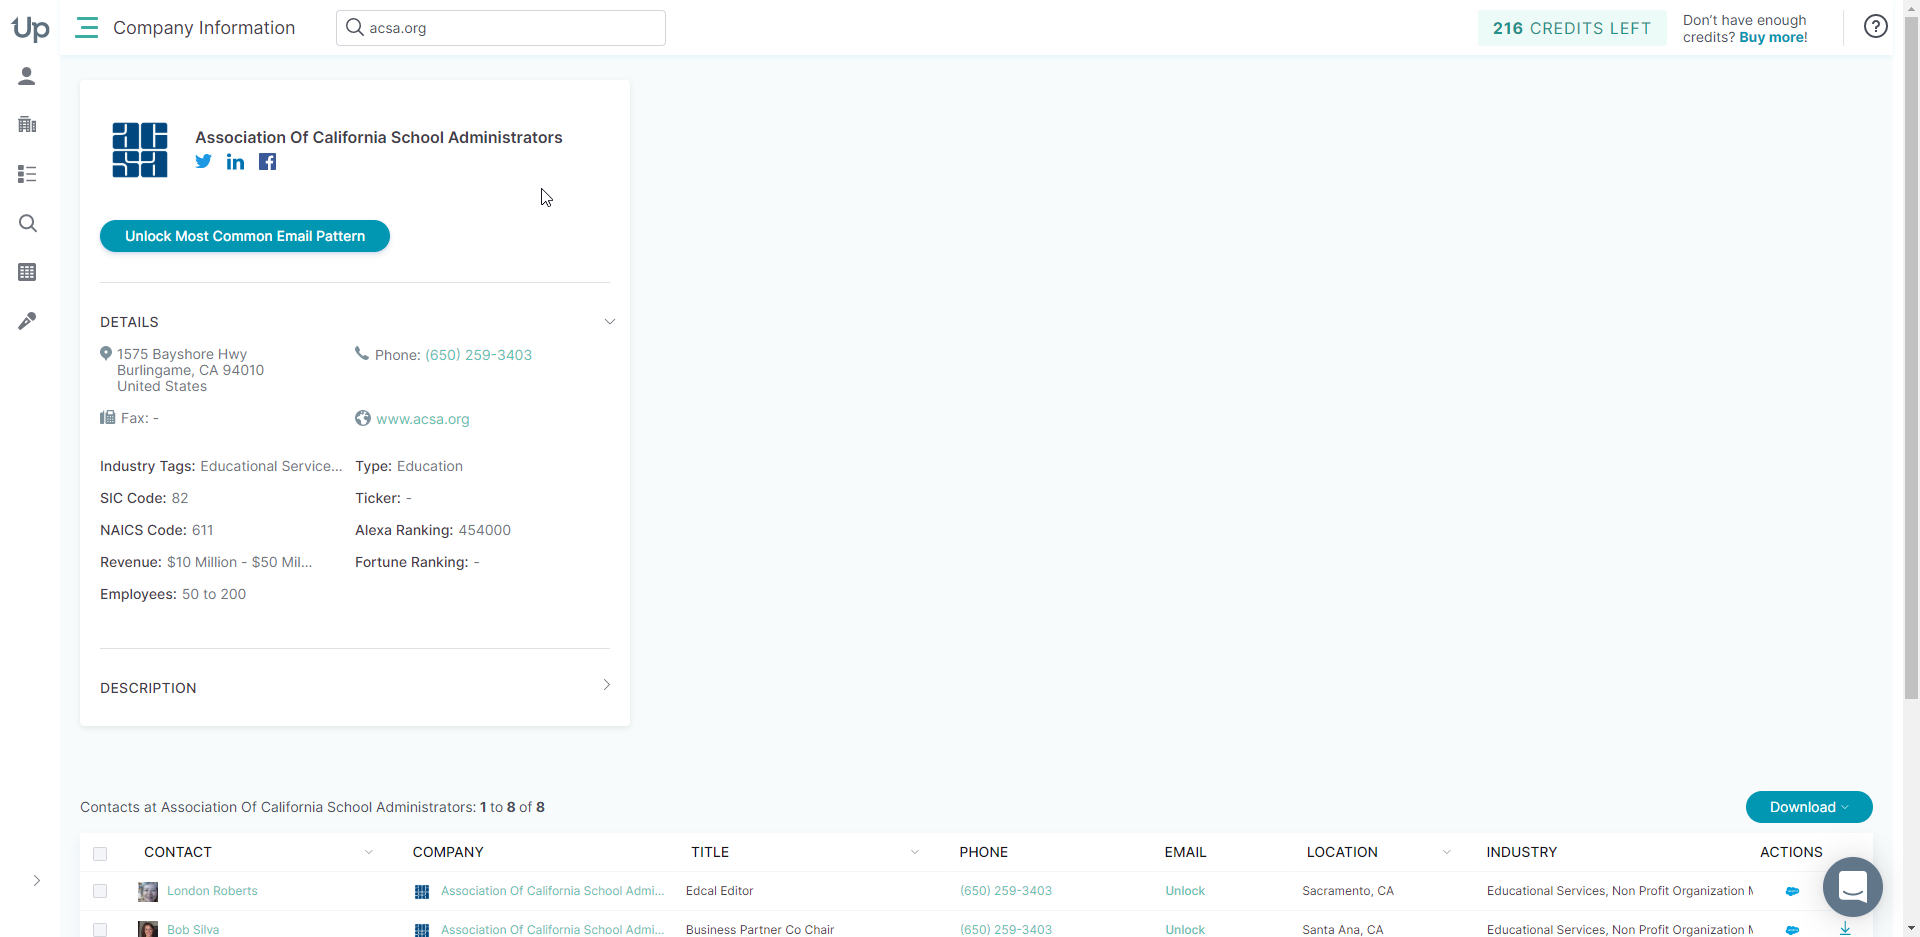 Up
Company Information
acsa.org
216 CREDITS LEFT
Don't have enough
credits? Buy more!
?
ac
sa
Association Of California School Administrators
Unlock Most Common Email Pattern
DETAILS
1575 Bayshore Hwy
Burlingame, CA 94010
United States
Phone: (650) 259-3403
Fax: -
www.acsa.org
Industry Tags: Educational Service...
Type: Education
SIC Code: 82
Ticker: -
NAICS Code: 611
Alexa Ranking: 454000
Revenue: $10 Million - $50 Mil...
Fortune Ranking: -
Employees: 50 to 200
DESCRIPTION
Contacts at Association Of California School Administrators: 1 to 8 of 8
Download
CONTACT COMPANY TITLE PHONE EMAIL LOCATION INDUSTRY ACTIONS
London Roberts Association Of California School Admi... Edcal Editor (650) 259-3403 Unlock Sacramento, CA Educational Services, Non Profit Organization M
Bob Silva Association Of California School Admi... Business Partner Co Chair (650) 259-3403 Unlock Santa Ana, CA Educational Services, Non Profit Organization M